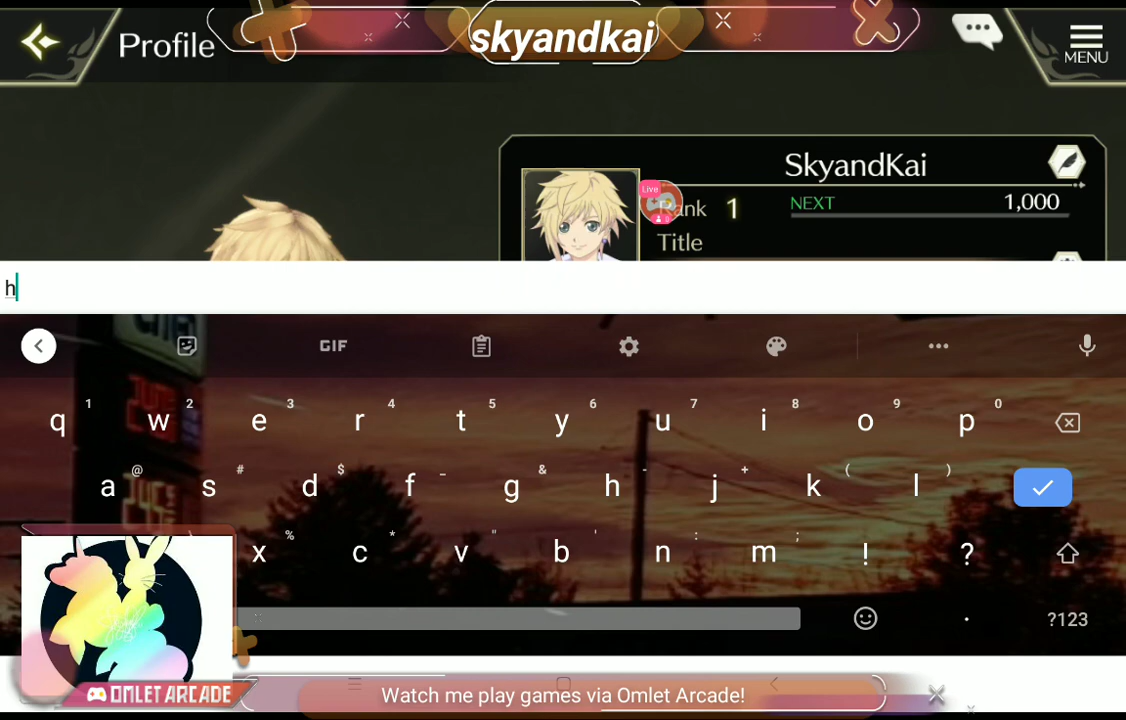 Profile
skyandkai
MENU
SkyandKai
Live
Rank 1 NEXT 1,000
0
Title
h
GIF
1 2 3 4 5 6 7 8 9 0
q w e r t y u i o p
@ # $ _ & - + ( )
a s d f g h j k l
% * " ' : ;
x c v b n m ! ?
. ?123
OMLET ARCADE
Watch me play games via Omlet Arcade!